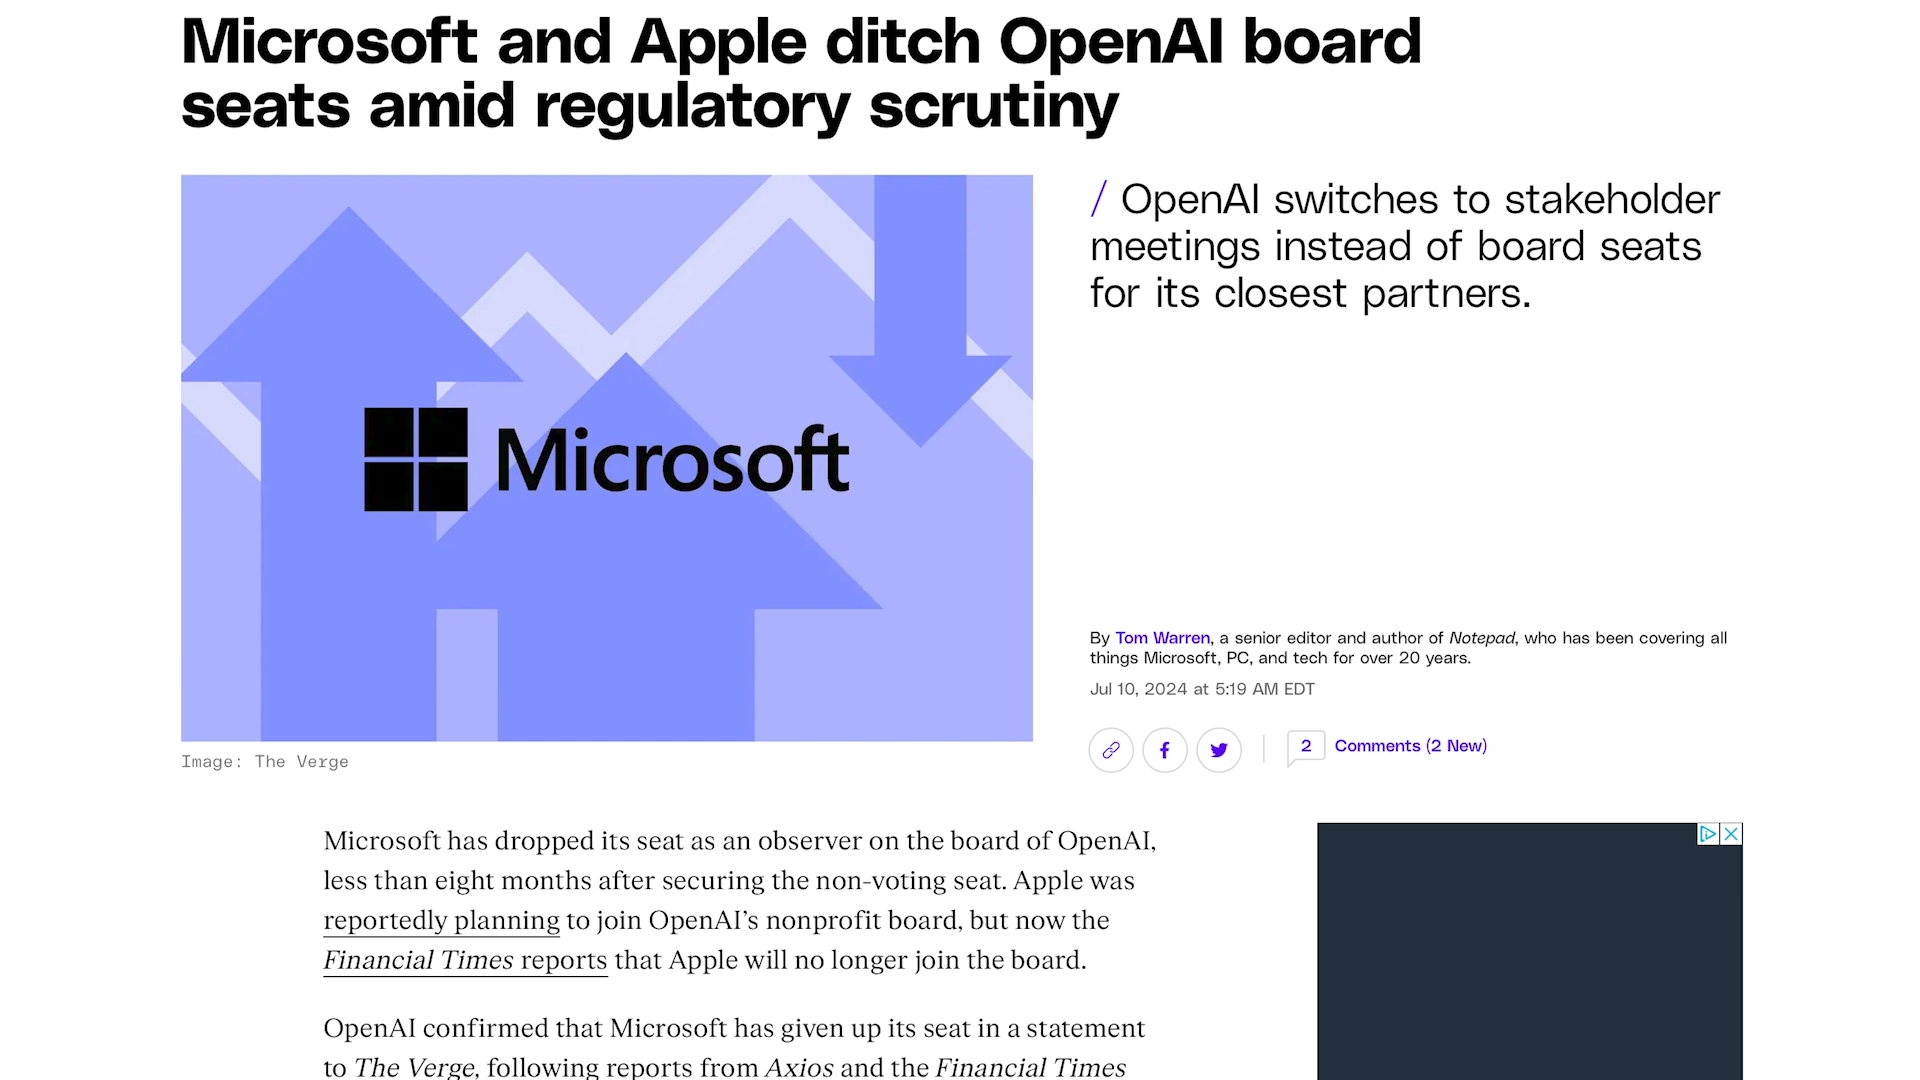 Microsoft and Apple ditch OpenAI board
seats amid regulatory scrutiny
/ OpenAI switches to stakeholder
meetings instead of board seats
for its closest partners.
Microsoft
By Tom Warren, a senior editor and author of Notepad, who has been covering all
things Microsoft, PC, and tech for over 20 years.
Jul 10, 2024 at 5:19 AM EDT
2 Comments (2 New)
Image: The Verge
Microsoft has dropped its seat as an observer on the board of OpenAI,
less than eight months after securing the non-voting seat. Apple was
reportedly planning to join OpenAI’s nonprofit board, but now the
Financial Times reports that Apple will no longer join the board.
OpenAI confirmed that Microsoft has given up its seat in a statement
to The Verge, following reports from Axios and the Financial Times